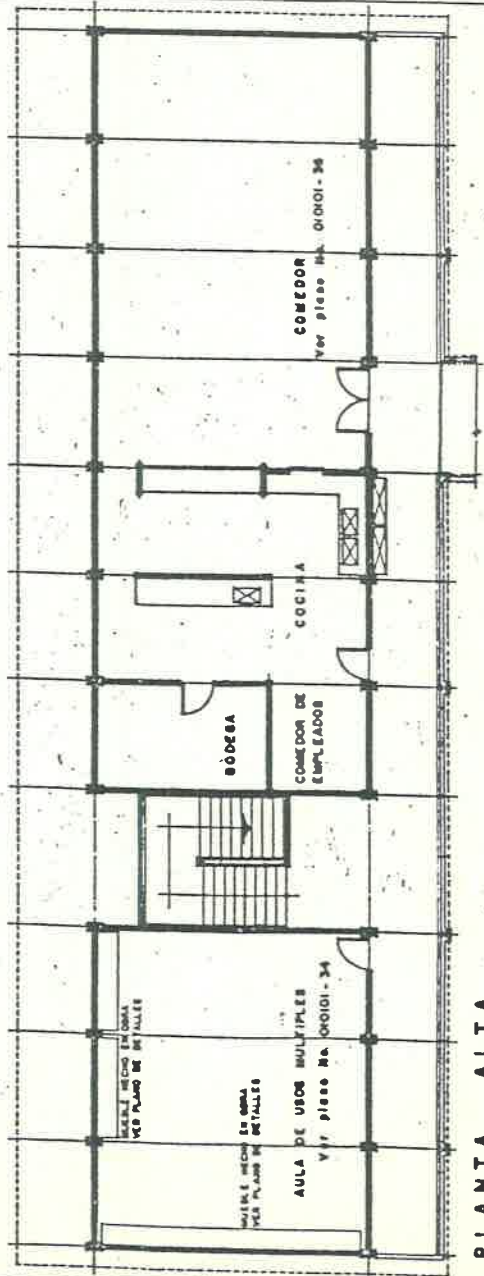 MUEBLE HECHO EN OBRA
VER PLANO DE DETALLES
MUEBLE HECHO EN OBRA
VER PLANO DE DETALLES
AULA DE USOS MULTIPLES
Ver plano No. 010101-34
BODEGA
COMEDOR DE
EMPLEADOS
COCINA
COMEDOR
Ver plano No. 010101-36
PLANTA ALTA